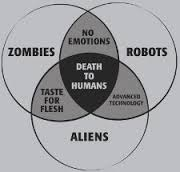 NO
EMOTIONS
ZOMBIES
ROBOTS
DEATH
TO
HUMANS
TASTE
FOR
FLESH
ADVANCED
TECHNOLOGY
ALIENS